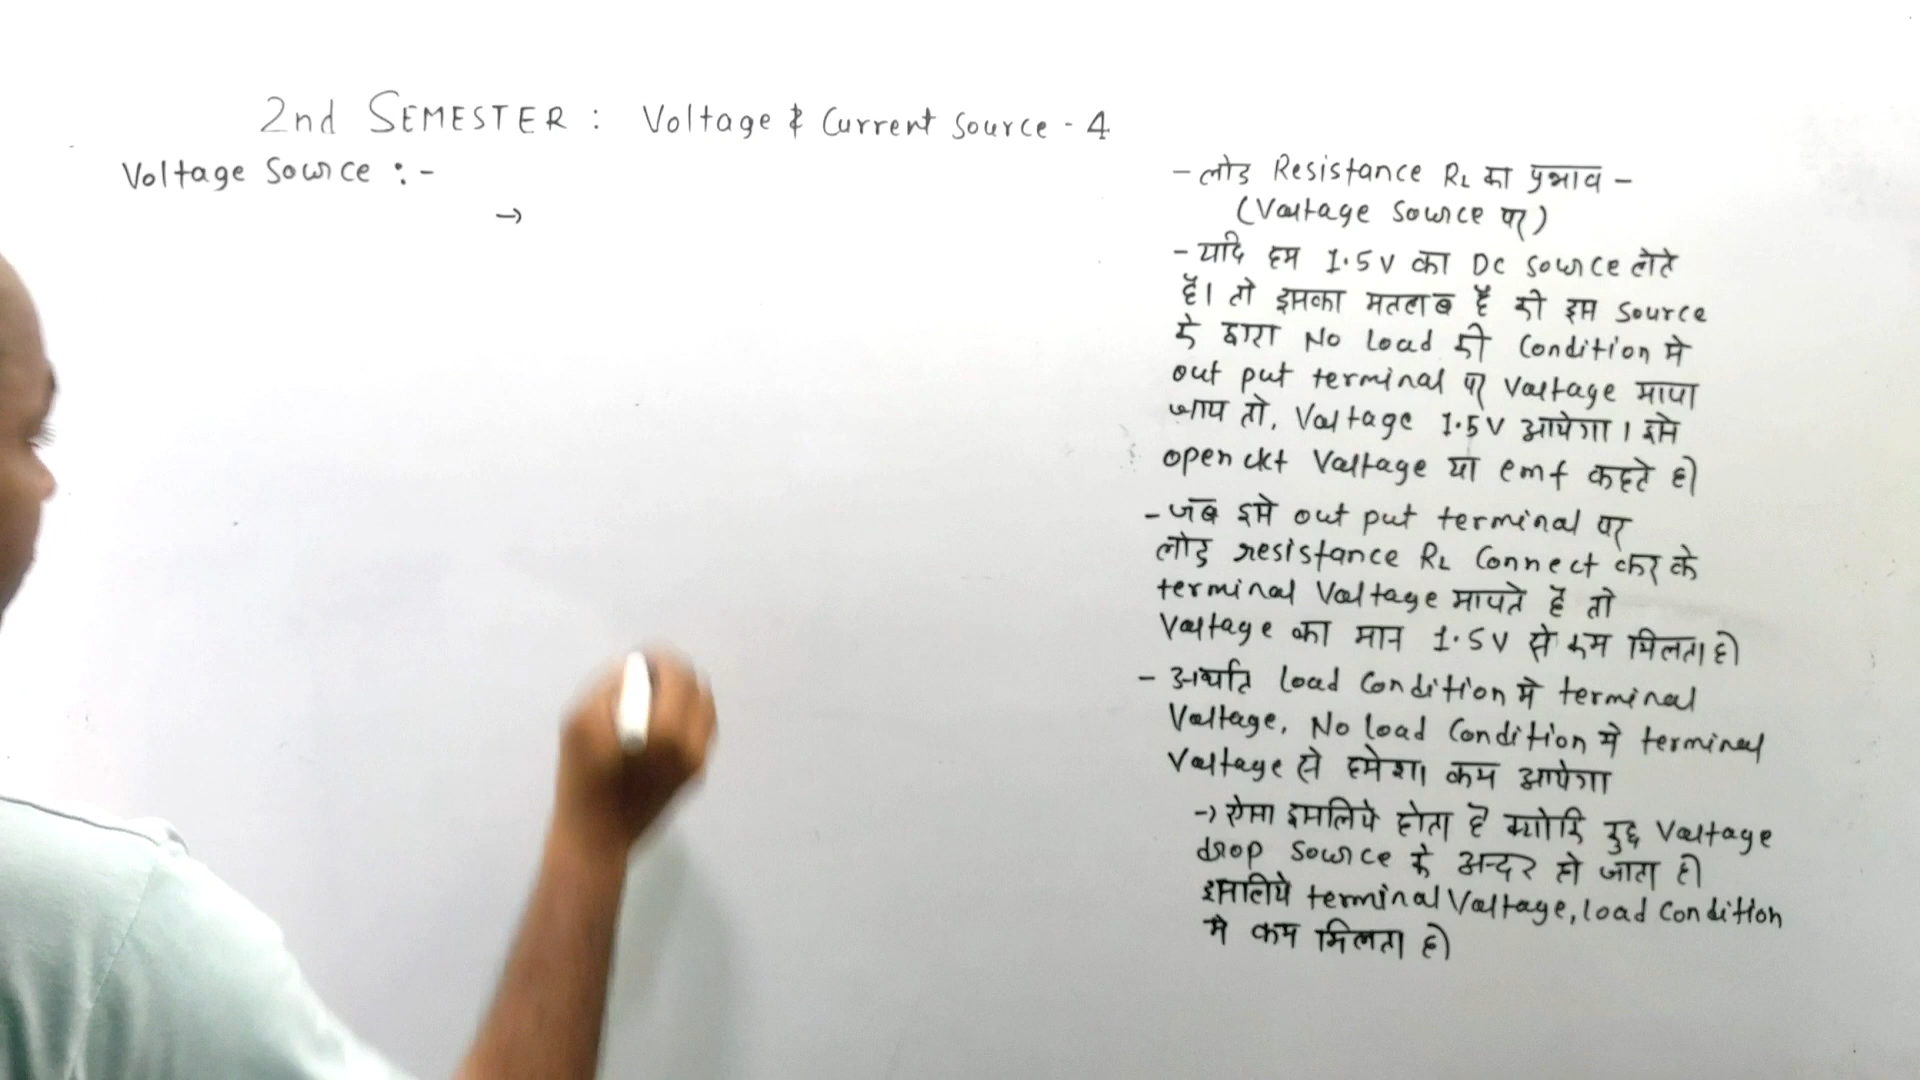 2nd SEMESTER : Voltage & Current Source - 4
Voltage Source :-
→
- लोड Resistance RL का प्रभाव -
(Voltage Source पर)
- यदि हम 1.5V का DC Source लेते
हैं। तो इसका मतलब है की इस Source
के द्वारा No Load की Condition मे
out put terminal पर Voltage मापा
जाय तो, Voltage 1.5V आयेगा। इसे
open ckt Voltage या emf कहते है।
- जब इसे out put terminal पर
लोड resistance RL Connect कर के
terminal Voltage मापते हैं तो
Voltage का मान 1.5V से कम मिलता है।
- अर्थात load Condition मे terminal
Voltage, No load Condition मे terminal
Voltage से हमेशा कम आयेगा
→ ऐसा इसलिये होता है क्योकि कुछ Voltage
drop Source के अन्दर हो जाता है।
इसलिये terminal Voltage, load Condition
मे कम मिलता है।